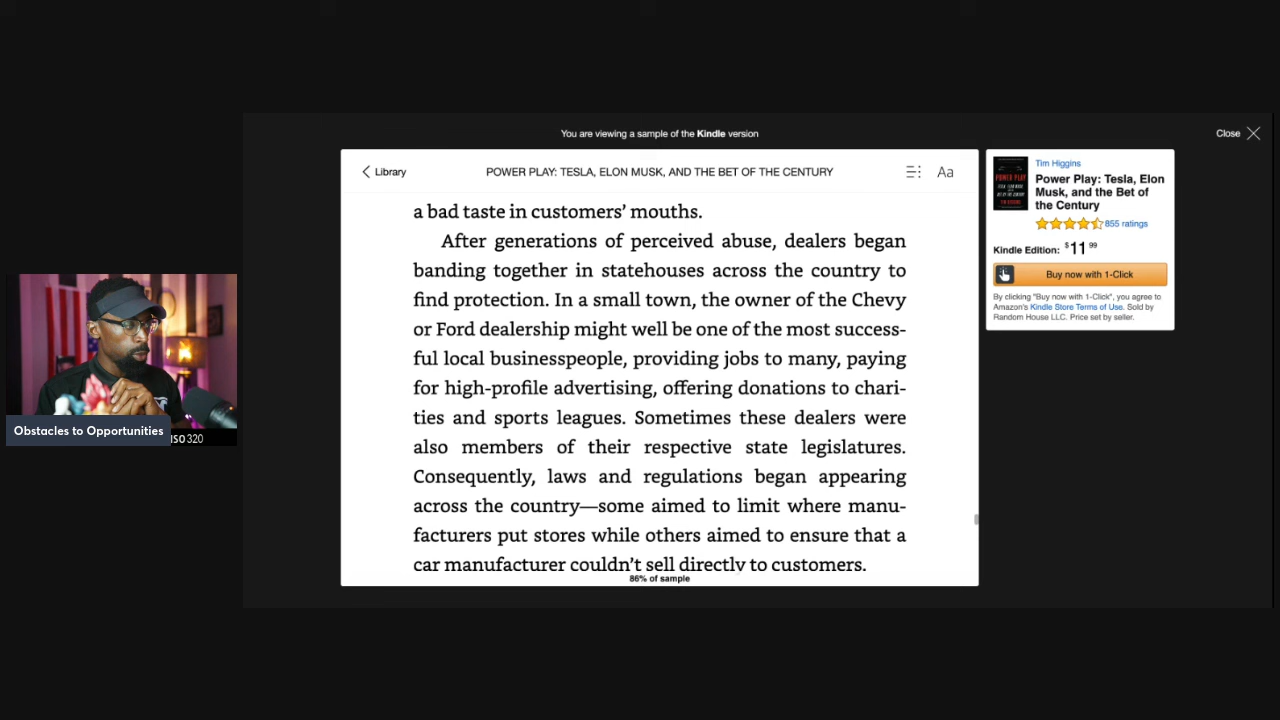 You are viewing a sample of the Kindle version
Close
Library
POWER PLAY: TESLA, ELON MUSK, AND THE BET OF THE CENTURY
Aa
a bad taste in customers’ mouths.
After generations of perceived abuse, dealers began
banding together in statehouses across the country to
find protection. In a small town, the owner of the Chevy
or Ford dealership might well be one of the most success-
ful local businesspeople, providing jobs to many, paying
for high-profile advertising, offering donations to chari-
ties and sports leagues. Sometimes these dealers were
also members of their respective state legislatures.
Consequently, laws and regulations began appearing
across the country—some aimed to limit where manu-
facturers put stores while others aimed to ensure that a
car manufacturer couldn’t sell directly to customers.
86% of sample
POWER PLAY
Tim Higgins
Power Play: Tesla, Elon
Musk, and the Bet of
the Century
855 ratings
Kindle Edition: $11 99
Buy now with 1-Click
By clicking "Buy now with 1-Click", you agree to
Amazon's Kindle Store Terms of Use. Sold by
Random House LLC. Price set by seller.
Obstacles to Opportunities
ISO 320